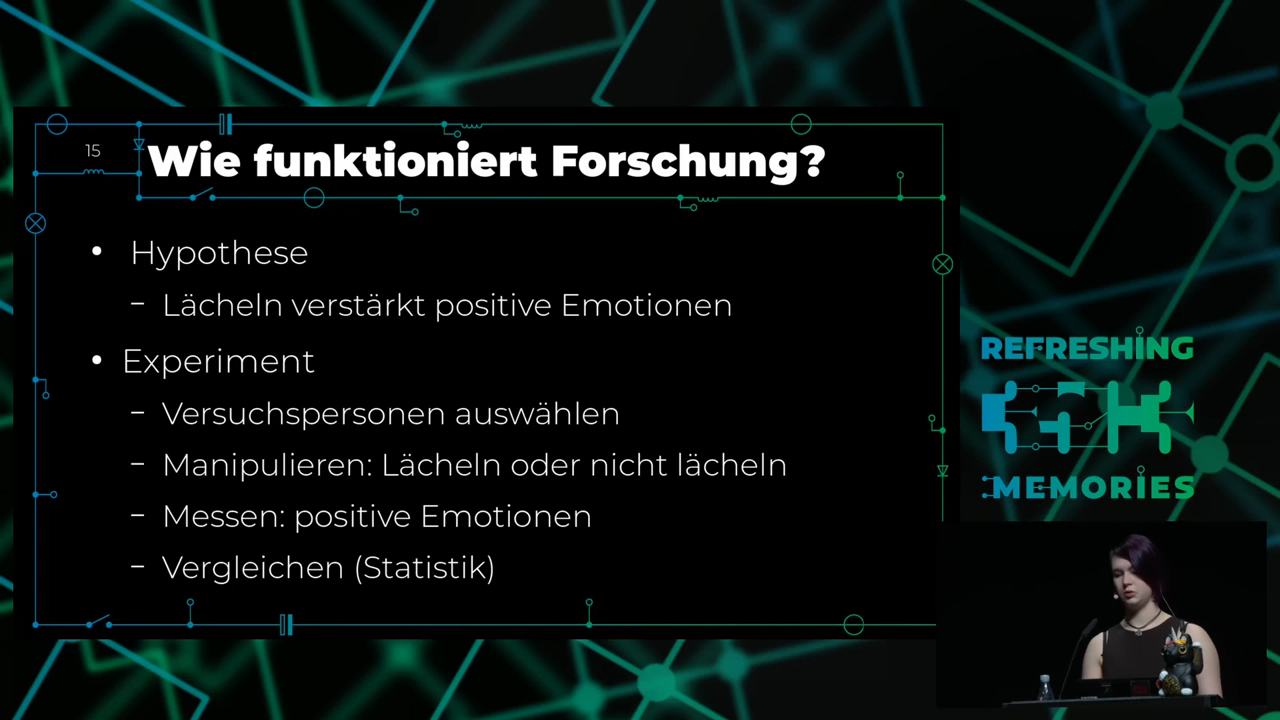 15
Wie funktioniert Forschung?
• Hypothese
– Lächeln verstärkt positive Emotionen
• Experiment
– Versuchspersonen auswählen
– Manipulieren: Lächeln oder nicht lächeln
– Messen: positive Emotionen
– Vergleichen (Statistik)
REFRESHING
MEMORIES